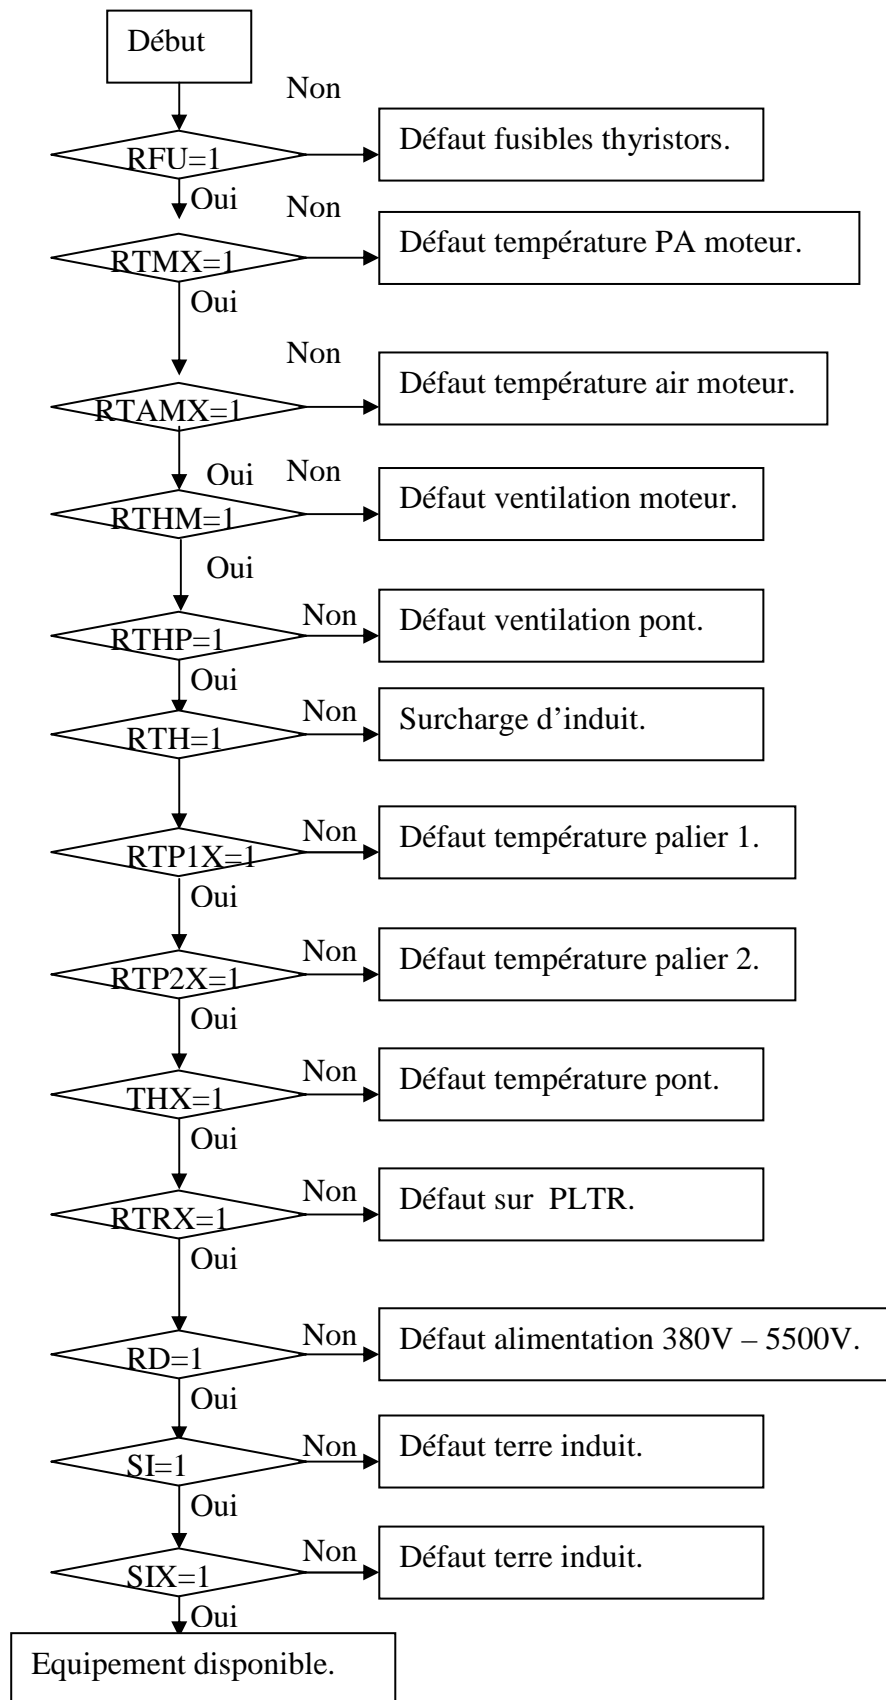 Début
Non
RFU=1
Défaut fusibles thyristors.
Oui
Non
RTMX=1
Défaut température PA moteur.
Oui
Non
RTAMX=1
Défaut température air moteur.
Oui
Non
RTHM=1
Défaut ventilation moteur.
Oui
Non
RTHP=1
Défaut ventilation pont.
Oui
Non
RTH=1
Surcharge d’induit.
Non
RTP1X=1
Défaut température palier 1.
Oui
Non
RTP2X=1
Défaut température palier 2.
Oui
Non
THX=1
Défaut température pont.
Oui
Non
RTRX=1
Défaut sur  PLTR.
Oui
Non
RD=1
Défaut alimentation 380V – 5500V.
Oui
Non
SI=1
Défaut terre induit.
Oui
Non
SIX=1
Défaut terre induit.
Oui
Equipement disponible.